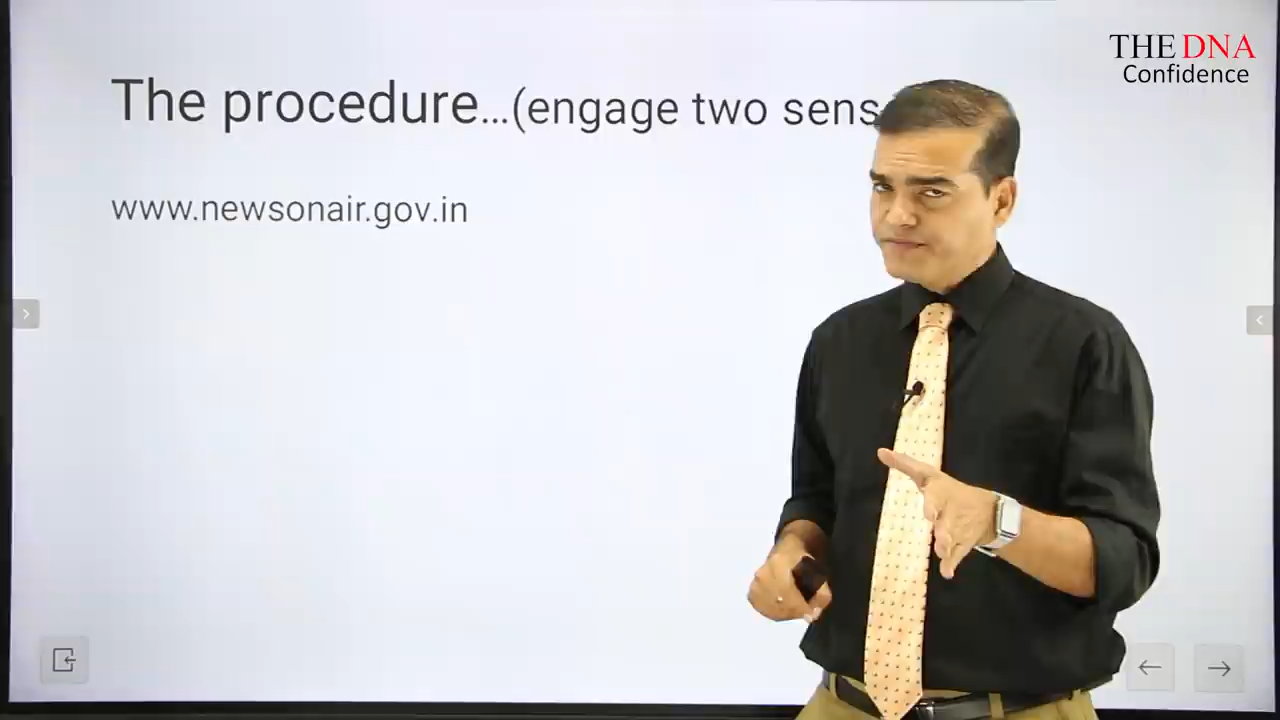 THE DNA
Confidence
The procedure...(engage two sens
www.newsonair.gov.in